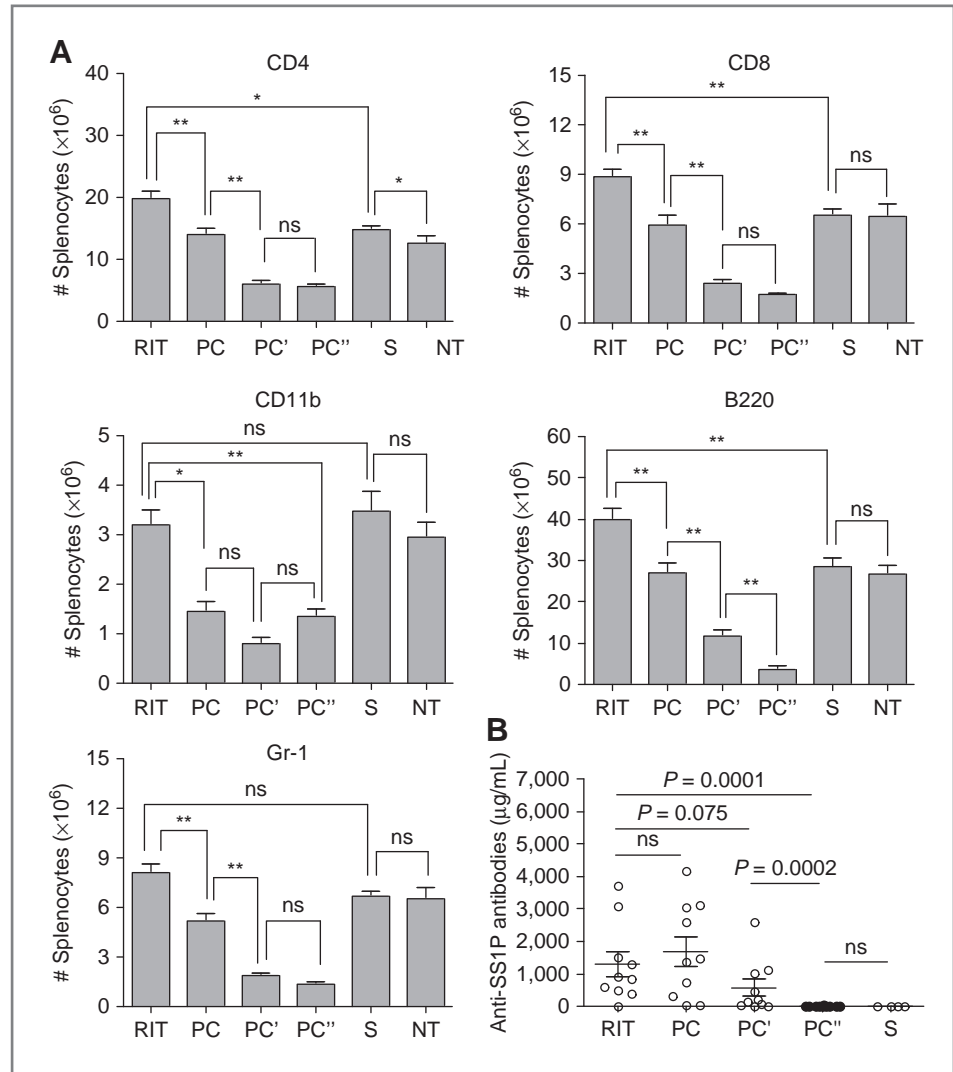 A
CD4
# Splenocytes (×10⁶)
40
30
20
10
0
*
**
**
ns
*
RIT PC PC' PC'' S NT
CD8
# Splenocytes (×10⁶)
15
12
9
6
3
0
**
**
**
ns
ns
RIT PC PC' PC'' S NT
CD11b
# Splenocytes (×10⁶)
5
4
3
2
1
0
ns
**
*
ns
ns
ns
RIT PC PC' PC'' S NT
B220
# Splenocytes (×10⁶)
60
50
40
30
20
10
0
**
**
**
**
ns
RIT PC PC' PC'' S NT
Gr-1
# Splenocytes (×10⁶)
15
12
9
6
3
0
ns
**
**
ns
ns
RIT PC PC' PC'' S NT
B
Anti-SS1P antibodies (μg/mL)
7,000
6,000
5,000
4,000
3,000
2,000
1,000
0
P = 0.0001
P = 0.075
ns
P = 0.0002
ns
RIT PC PC' PC'' S